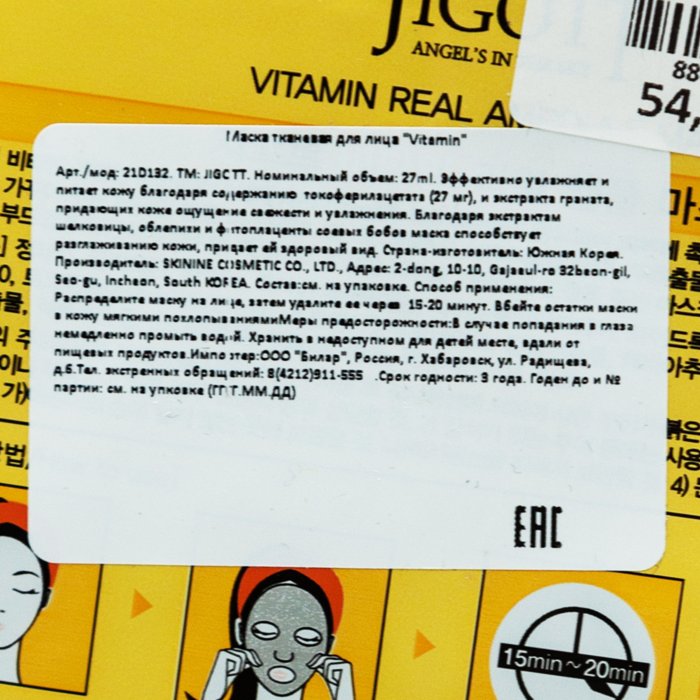 JIGOTT
ANGEL'S IN
VITAMIN REAL AM
88
54,
Маска тканевая для лица "Vitamin"
Арт./мод: 21D132. ТМ: JIGOTT. Номинальный объем: 27ml. Эффективно увлажняет и
питает кожу благодаря содержанию токоферилацетата (27 мг), и экстракта граната,
придающих коже ощущение свежести и увлажнения. Благодаря экстрактам
шелковицы, облепихи и фитоплаценты соевых бобов маска способствует
разглаживанию кожи, придает ей здоровый вид. Страна-изготовитель: Южная Корея.
Производитель: SKININE COSMETIC CO., LTD., Адрес: 2-dong, 10-10, Gajaeul-ro 32beon-gil,
Seo-gu, Incheon, South KOREA. Состав:см. на упаковке. Способ применения:
Распределите маску на лице, затем удалите ее через 15-20 минут. Вбейте остатки маски
в кожу мягкими похлопываниямиМеры предосторожности:В случае попадания в глаза
немедленно промыть водой. Хранить в недоступном для детей месте, вдали от
пищевых продуктов.Импортер:ООО "Билар", Россия, г. Хабаровск, ул. Радищева,
д.6.Тел. экстренных обращений: 8(4212)911-555 .Срок годности: 3 года. Годен до и №
партии: см. на упковке (ГГ\Т.ММ.ДД)
EAC
15min~20min
4)